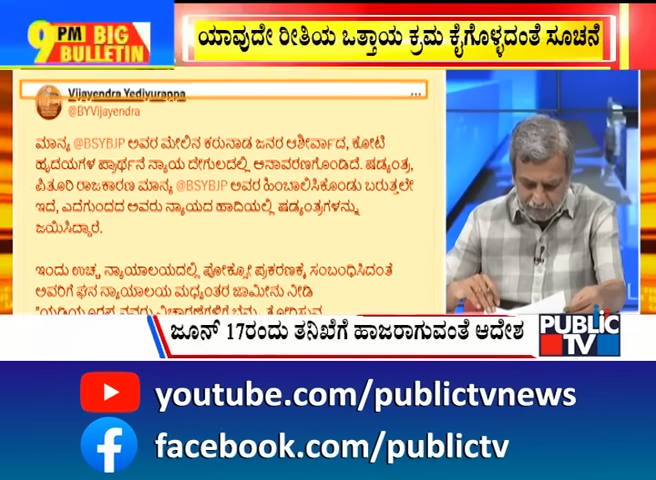 9 PM BIG BULLETIN
ಯಾವುದೇ ರೀತಿಯ ಒತ್ತಾಯ ಕ್ರಮ ಕೈಗೊಳ್ಳದಂತೆ ಸೂಚನೆ
Vijayendra Yediyurappa
@BYVijayendra
ಮಾನ್ಯ @BSYBJP ಅವರ ಮೇಲಿನ ಕರುನಾಡ ಜನರ ಆಶೀರ್ವಾದ, ಕೋಟಿ
ಹೃದಯಗಳ ಪ್ರಾರ್ಥನೆ ನ್ಯಾಯ ದೇಗುಲದಲ್ಲಿ ಅನಾವರಣಗೊಂಡಿದೆ. ಷಡ್ಯಂತ್ರ,
ಪಿತೂರಿ ರಾಜಕಾರಣ ಮಾನ್ಯ @BSYBJP ಅವರ ಹಿಂಬಾಲಿಸಿಕೊಂಡು ಬರುತ್ತಲೇ
ಇದೆ, ಎದೆಗುಂದದ ಅವರು ನ್ಯಾಯದ ಹಾದಿಯಲ್ಲಿ ಷಡ್ಯಂತ್ರಗಳನ್ನು
ಜಯಿಸಿದ್ದಾರೆ.
ಇಂದು ಉಚ್ಚ ನ್ಯಾಯಾಲಯದಲ್ಲಿ ಪೋಕ್ಸೋ ಪ್ರಕರಣಕ್ಕೆ ಸಂಬಂಧಿಸಿದಂತೆ
ಅವರಿಗೆ ಘನ ನ್ಯಾಯಾಲಯ ಮಧ್ಯಂತರ ಜಾಮೀನು ನೀಡಿ
ಜೂನ್ 17ರಂದು ತನಿಖೆಗೆ ಹಾಜರಾಗುವಂತೆ ಆದೇಶ
PUBLIC TV
youtube.com/publictvnews
facebook.com/publictv